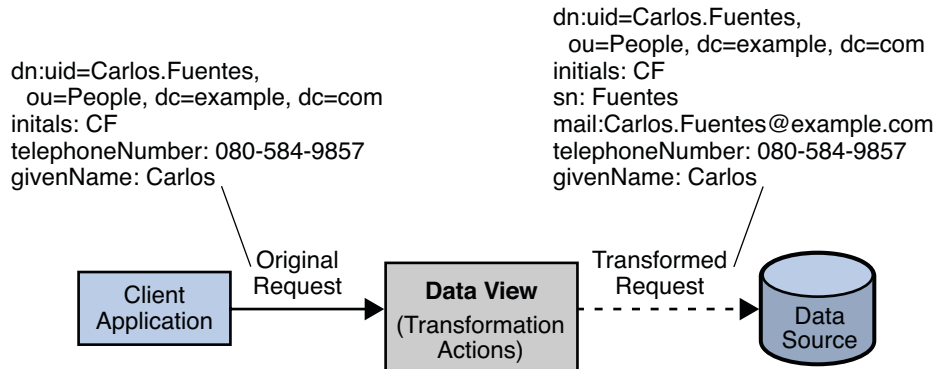 dn:uid=Carlos.Fuentes,
ou=People, dc=example, dc=com
initals: CF
telephoneNumber: 080-584-9857
givenName: Carlos
dn:uid=Carlos.Fuentes,
ou=People, dc=example, dc=com
initials: CF
sn: Fuentes
mail:Carlos.Fuentes@example.com
telephoneNumber: 080-584-9857
givenName: Carlos
Client
Application
Original
Request
Data View
(Transformation
Actions)
Transformed
Request
Data
Source